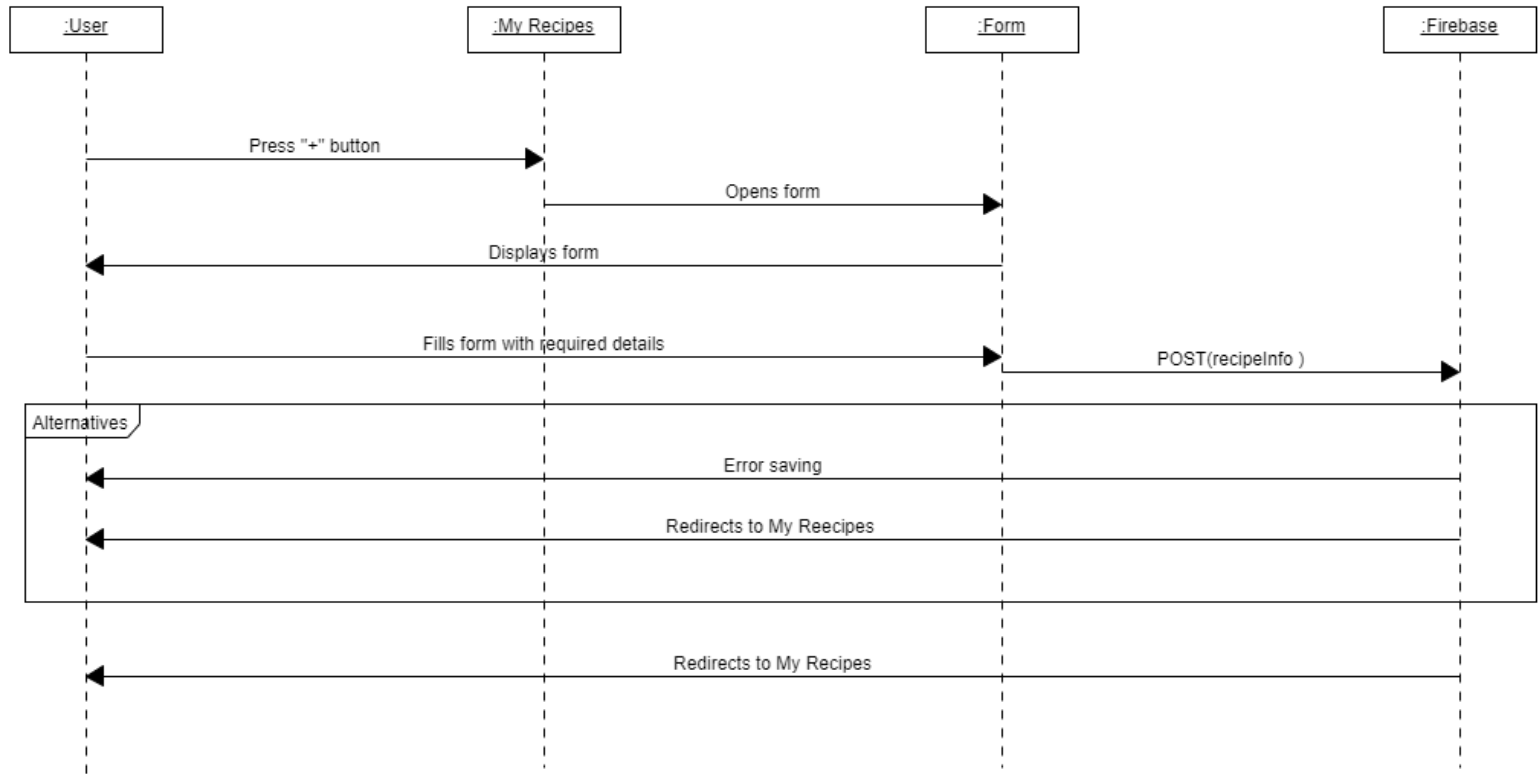 :User
:My Recipes
:Form
:Firebase
Press "+" button
Opens form
Displays form
Fills form with required details
POST(recipeInfo )
Alternatives
Error saving
Redirects to My Reecipes
Redirects to My Recipes